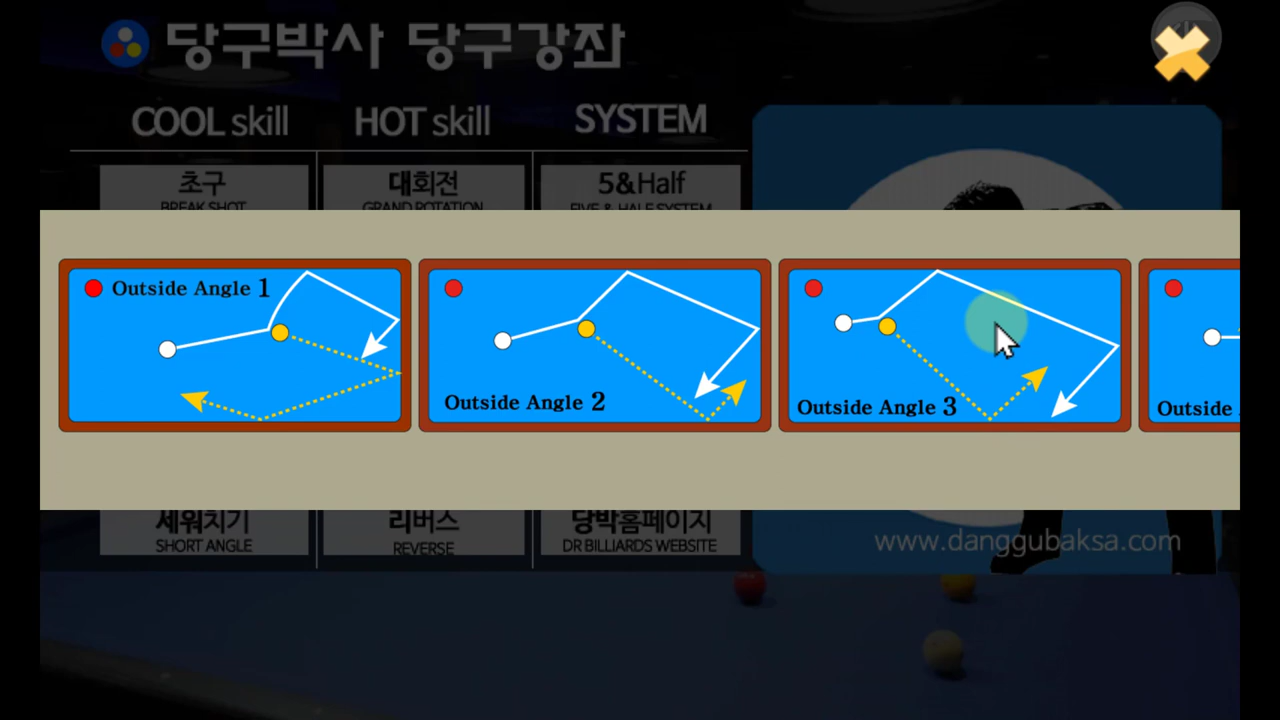 당구박사 당구강좌
COOL skill
HOT skill
SYSTEM
초구
BREAK SHOT
대회전
GRAND ROTATION
5&Half
FIVE & HALF SYSTEM
Outside Angle 1
Outside Angle 2
Outside Angle 3
Outside
세워치기
SHORT ANGLE
리버스
REVERSE
당박홈페이지
DR BILLIARDS WEBSITE
www.danggubaksa.com